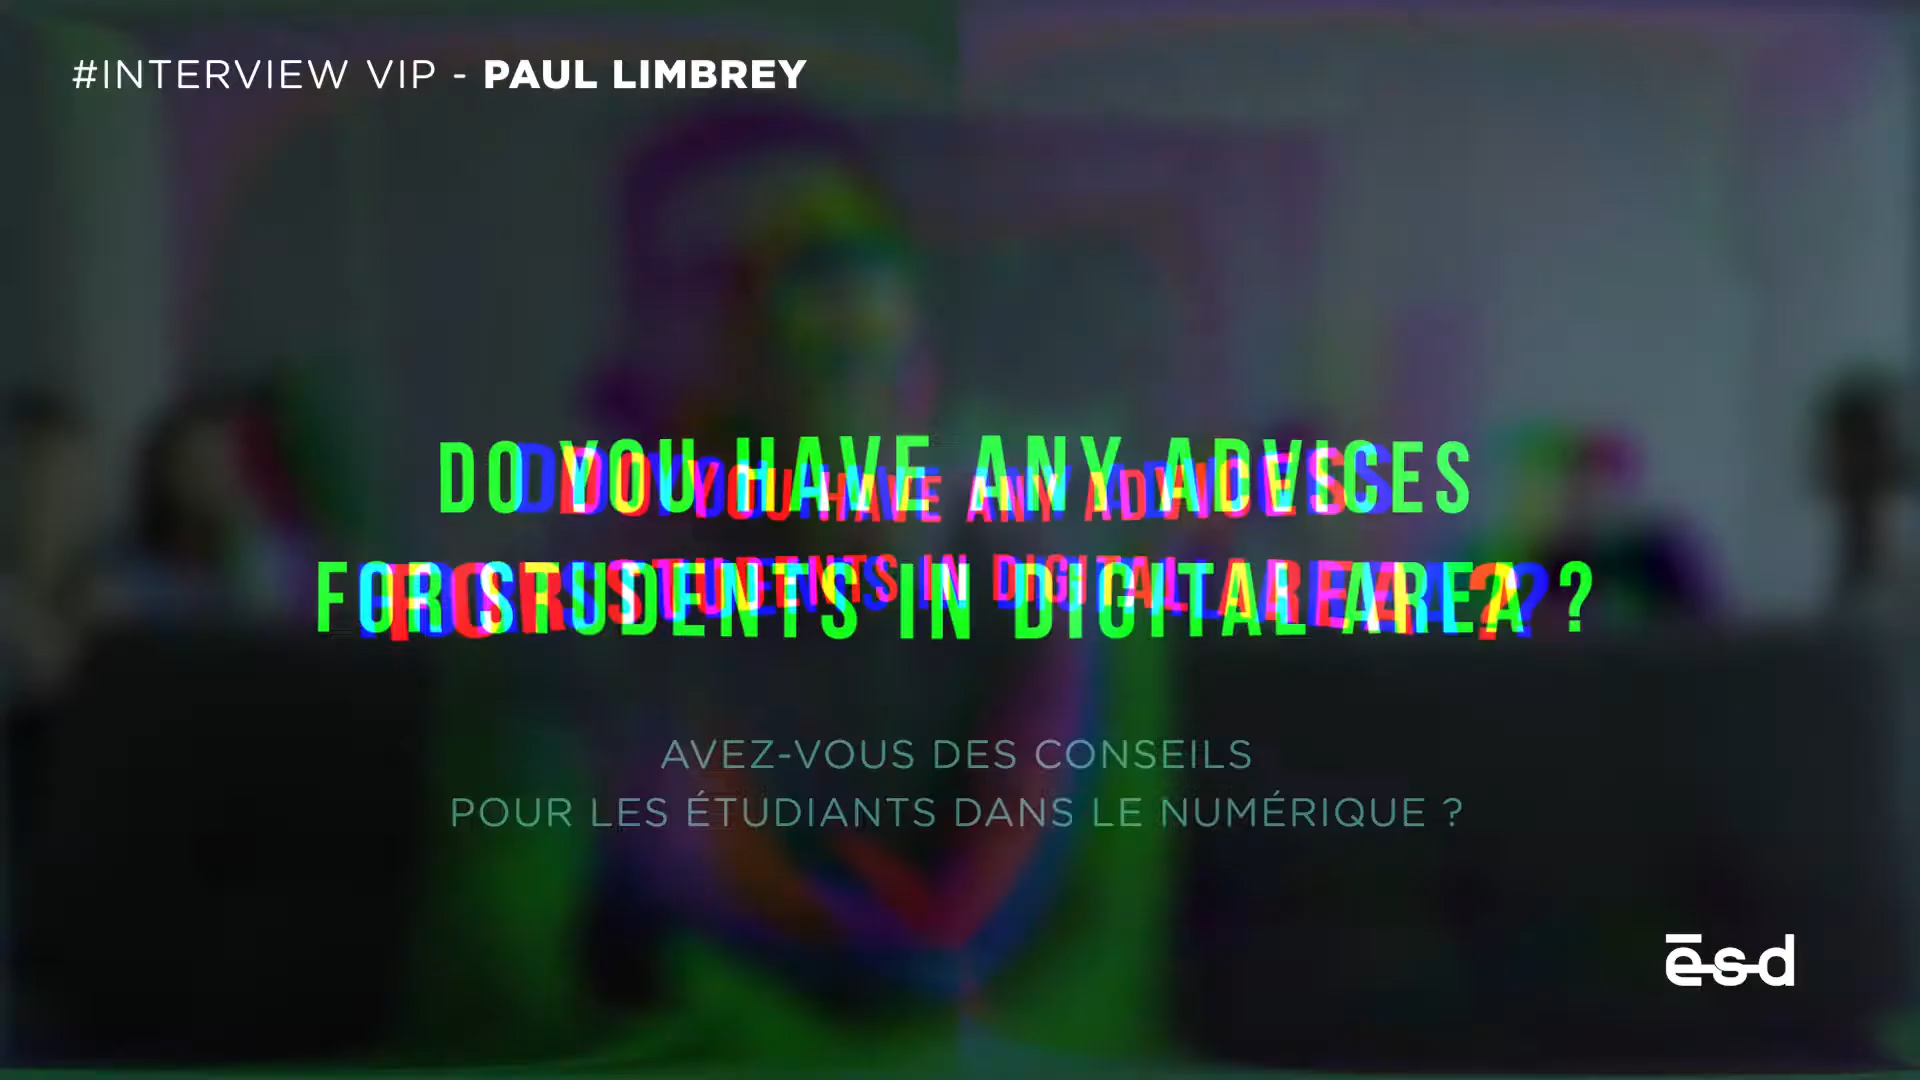 #INTERVIEW VIP - PAUL LIMBREY
DO YOU HAVE ANY ADVICES
FOR STUDENTS IN DIGITAL AREA ?
AVEZ-VOUS DES CONSEILS
POUR LES ÉTUDIANTS DANS LE NUMÉRIQUE ?
ēsd